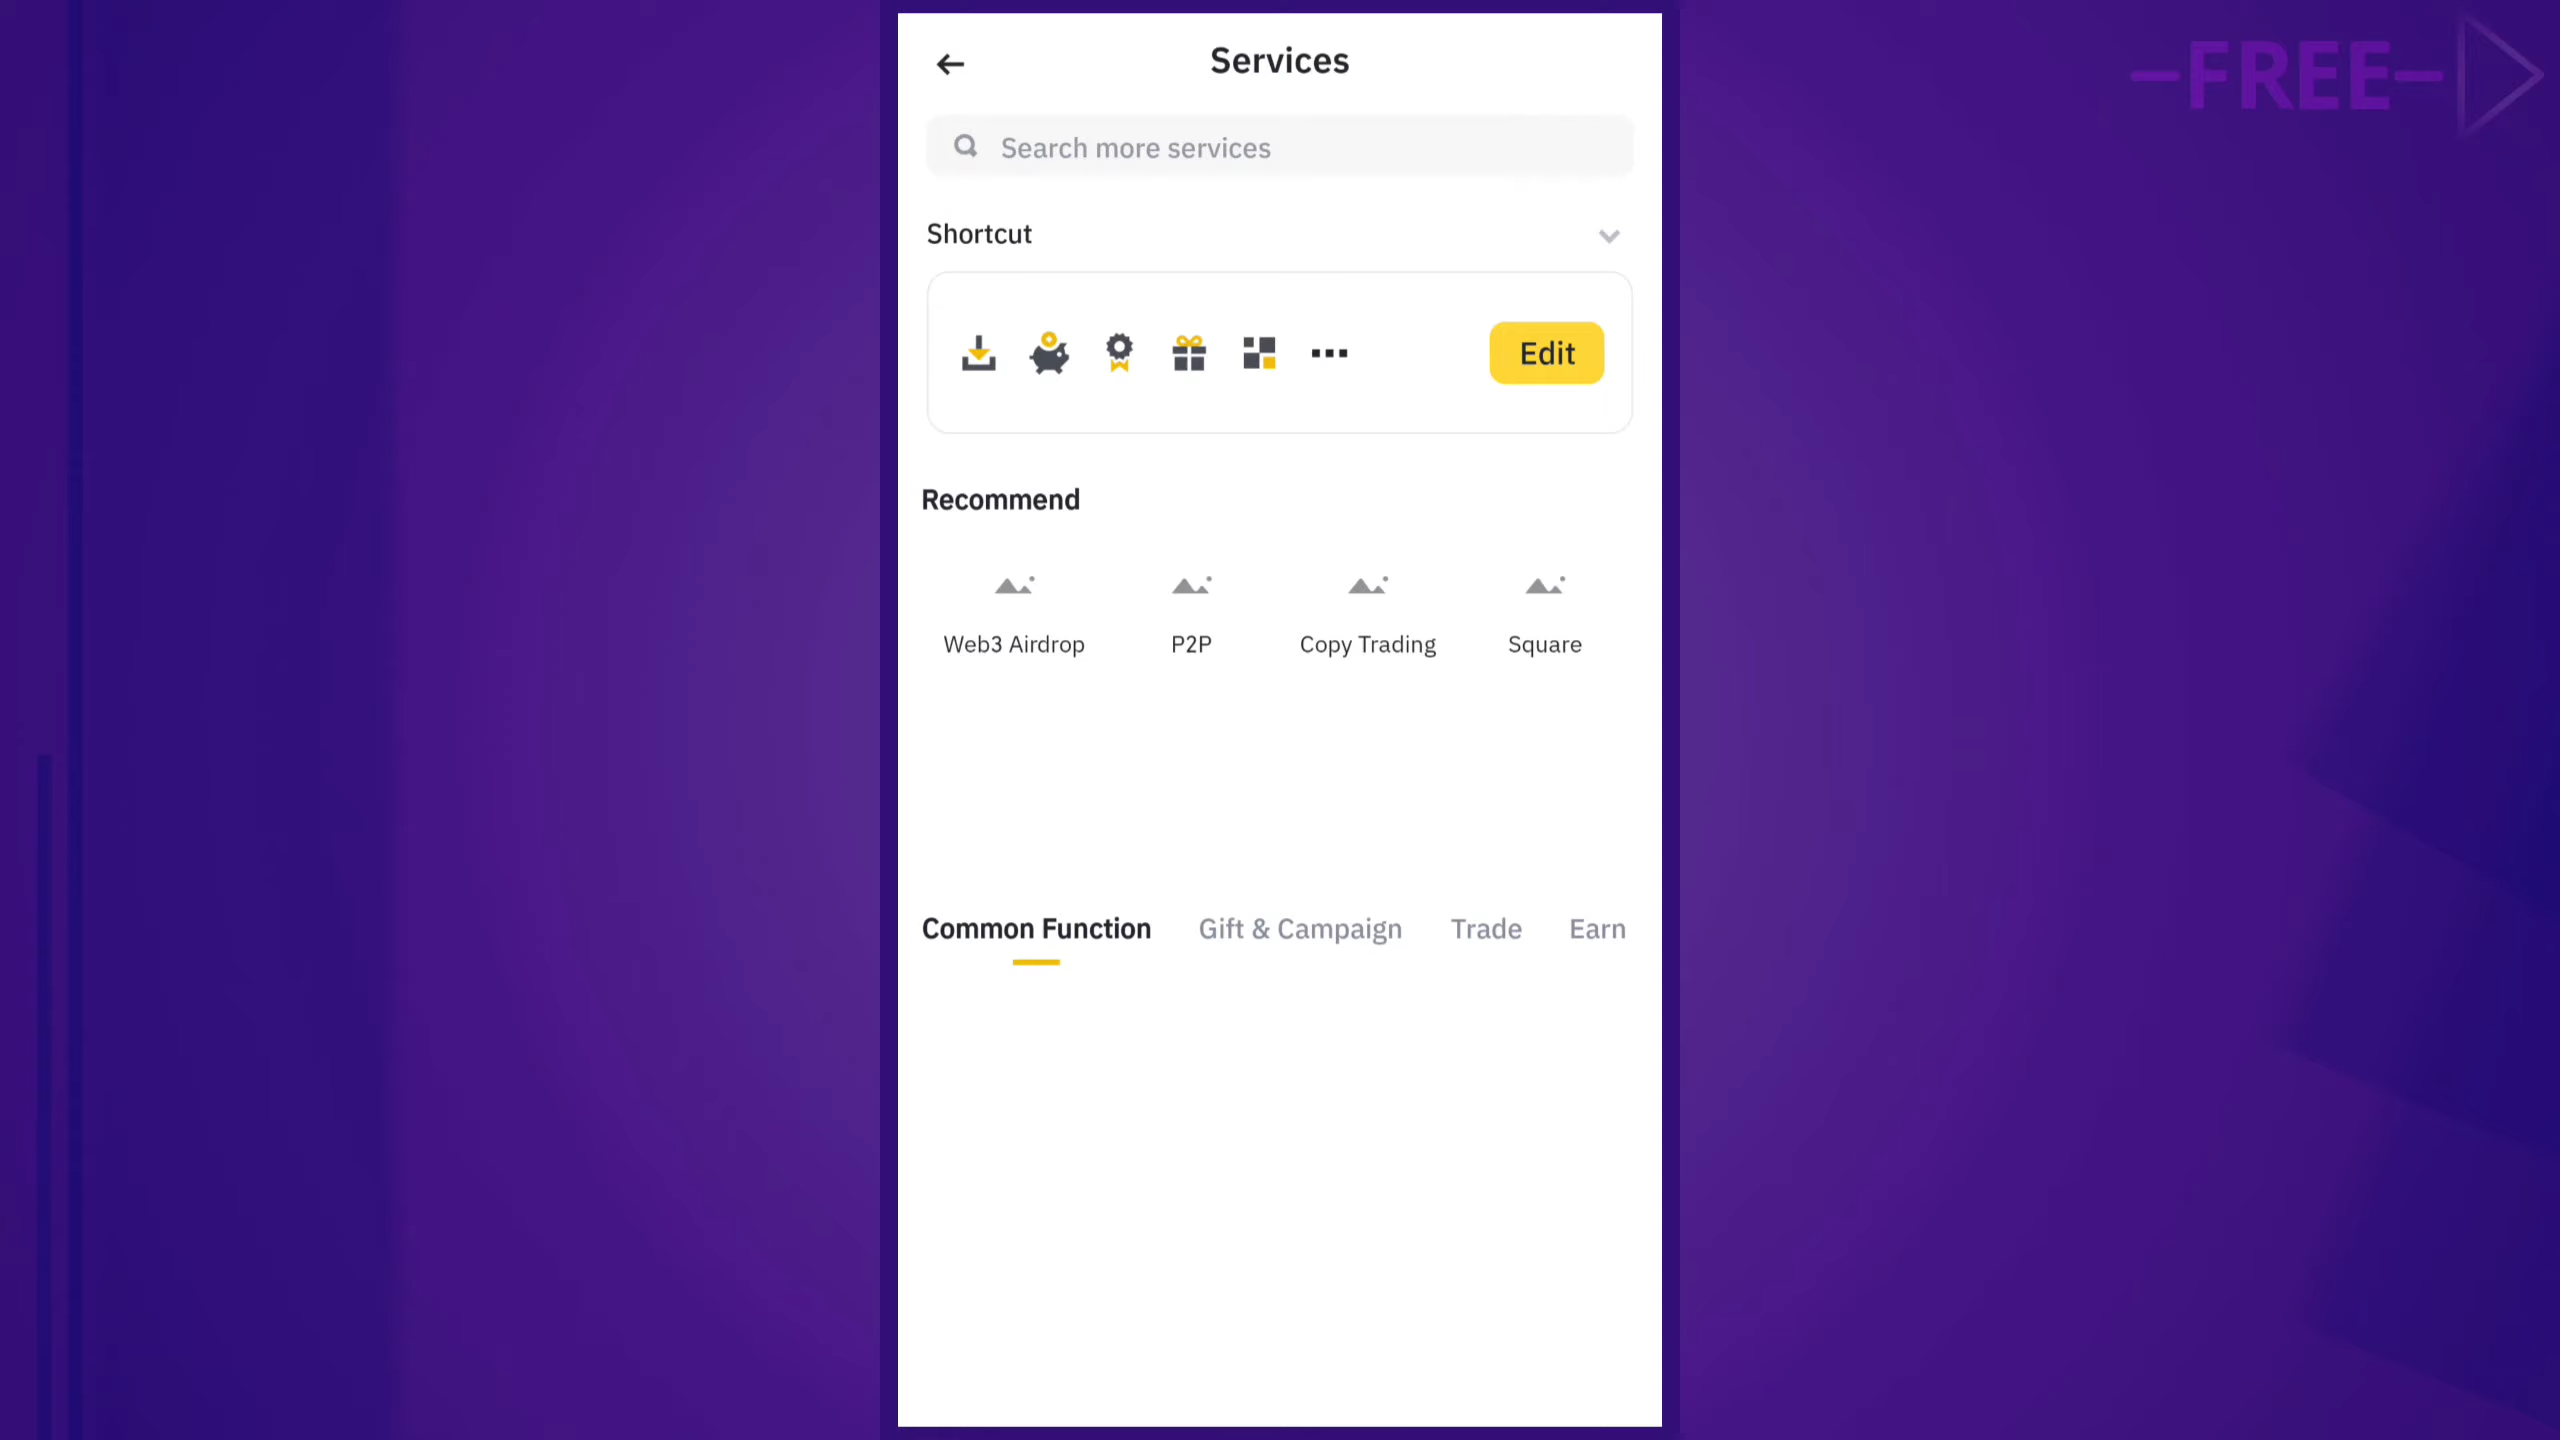 Services
-FREE-
Search more services
Shortcut
Edit
Recommend
Web3 Airdrop P2P Copy Trading Square
Common Function Gift & Campaign Trade Earn